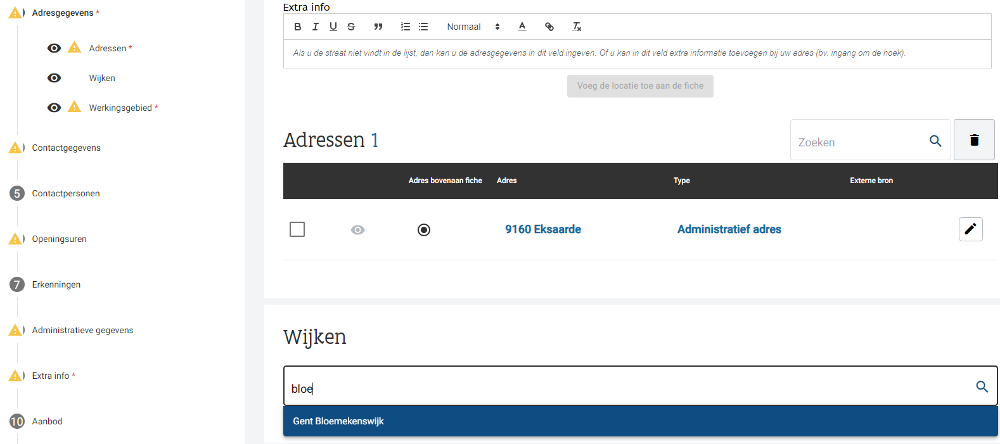 Adresgegevens *
Adressen *
Wijken
Werkingsgebied *
Contactgegevens
5 Contactpersonen
Openingsuren
7 Erkenningen
Administratieve gegevens
Extra info *
10 Aanbod
Extra info
B I U S Normaal A
Als u de straat niet vindt in de lijst, dan kan u de adresgegevens in dit veld ingeven. Of u kan in dit veld extra informatie toevoegen bij uw adres (bv. ingang om de hoek).
Voeg de locatie toe aan de fiche
Adressen 1
Zoeken
Adres bovenaan fiche Adres Type Externe bron
9160 Eksaarde Administratief adres
Wijken
bloe
Gent Bloemekenswijk